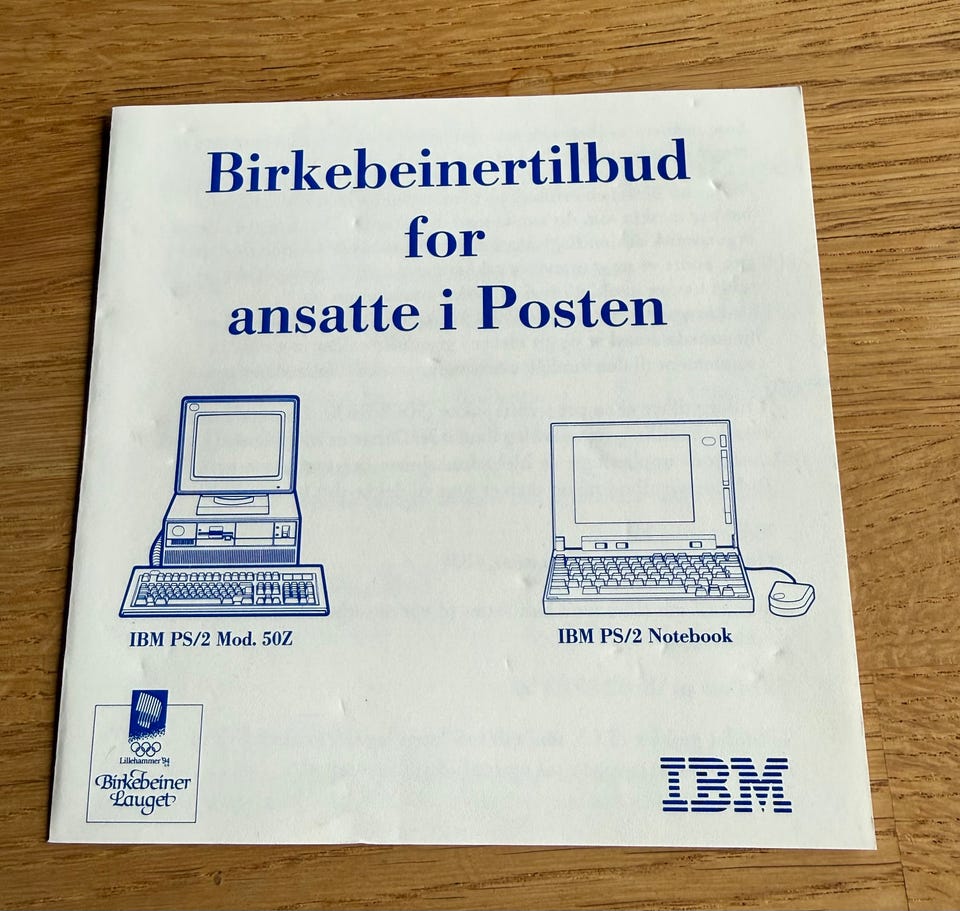 Birkebeinertilbud
for
ansatte i Posten
IBM PS/2 Mod. 50Z
IBM PS/2 Notebook
Lillehammer '94
Birkebeiner
Lauget
IBM